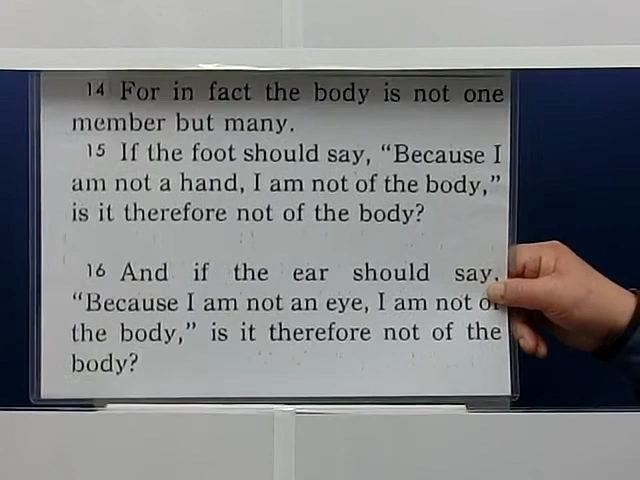 14 For in fact the body is not one
member but many.
15 If the foot should say, “Because I
am not a hand, I am not of the body,”
is it therefore not of the body?
16 And if the ear should say,
“Because I am not an eye, I am not of
the body,” is it therefore not of the
body?